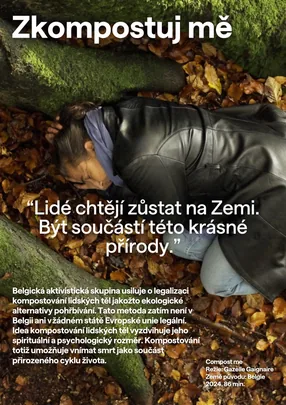 Zkompostuj mě
“Lidé chtějí zůstat na Zemi.
Být součástí této krásné
přírody.”
Belgická aktivistická skupina usiluje o legalizaci
kompostování lidských těl jakožto ekologické
alternativy pohřbívání. Tato metoda zatím není v
Belgii ani v žádném státě Evropské unie legální.
Idea kompostování lidských těl vyzdvihuje jeho
spirituální a psychologický rozměr. Kompostování
totiž umožňuje vnímat smrt jako součást
přirozeného cyklu života.
Compost me
Režie: Gazelle Gaignaire
Země původu: Belgie
2024, 86 min.